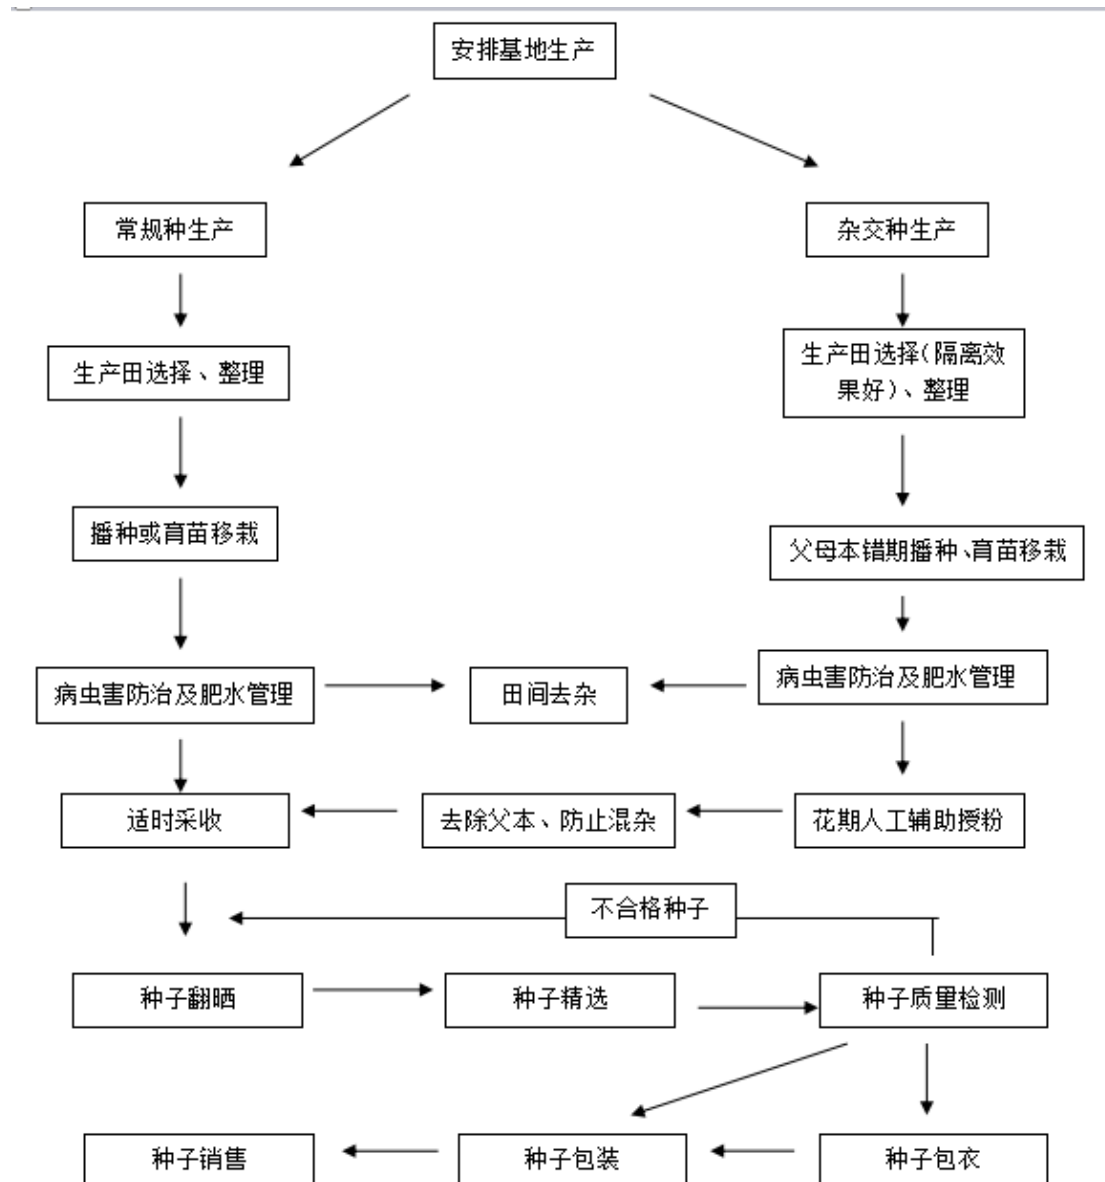 安排基地生产
常规种生产
杂交种生产
生产田选择、整理
生产田选择(隔离效
果好)、整理
播种或育苗移栽
父母本错期播种、育苗移栽
病虫害防治及肥水管理
田间去杂
病虫害防治及肥水管理
适时采收
去除父本、防止混杂
花期人工辅助授粉
不合格种子
种子翻晒
种子精选
种子质量检测
种子销售
种子包装
种子包衣